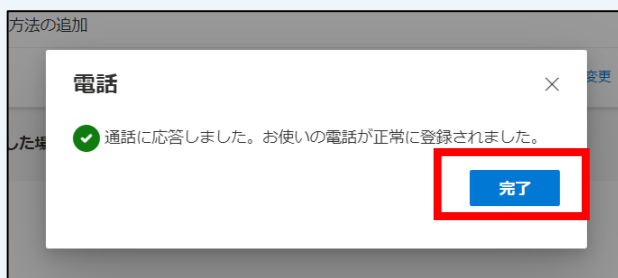 方法の追加
電話
変更
した場
通話に応答しました。お使いの電話が正常に登録されました。
完了